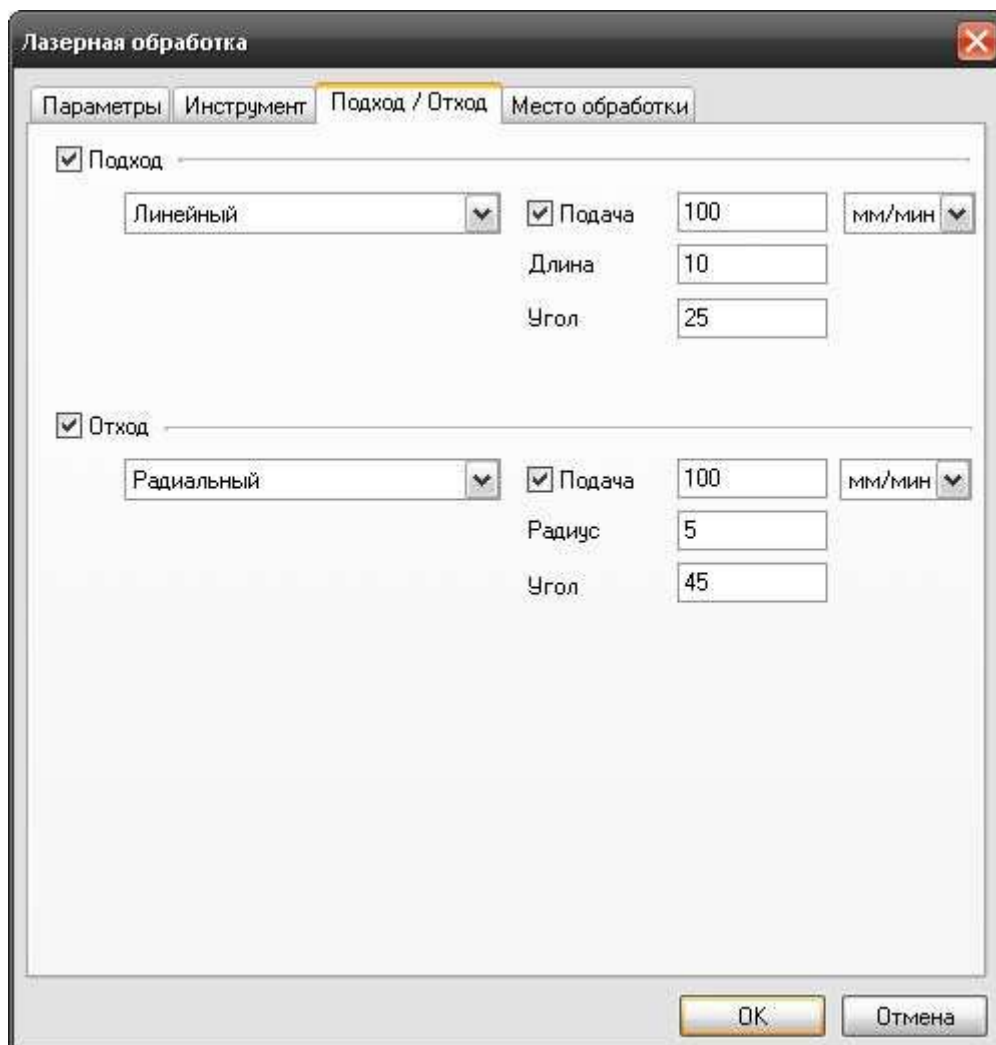 Лазерная обработка
Параметры Инструмент Подход / Отход Место обработки
Подход
Линейный Подача 100 мм/мин
Длина 10
Угол 25
Отход
Радиальный Подача 100 мм/мин
Радиус 5
Угол 45
OK Отмена